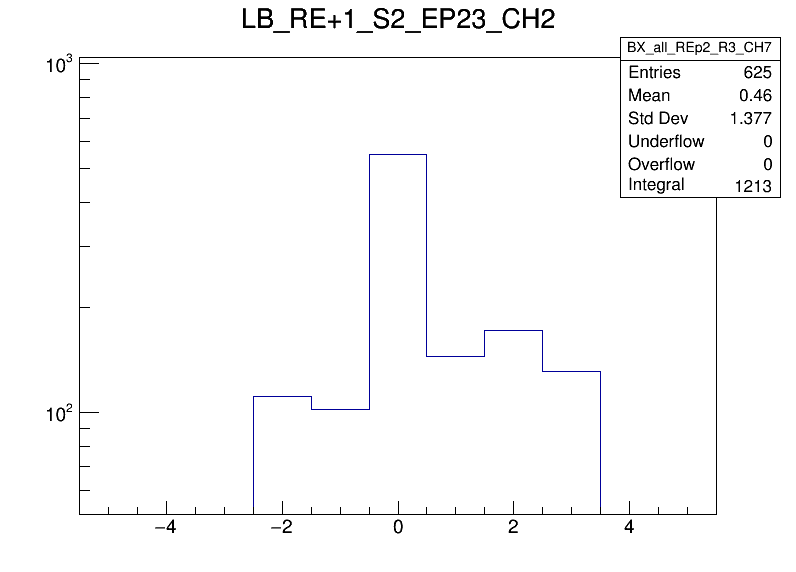 LB_RE+1_S2_EP23_CH2
BX_all_REp2_R3_CH7
Entries 625
Mean 0.46
Std Dev 1.377
Underflow 0
Overflow 0
Integral 1213
10³
10²
−4 −2 0 2 4